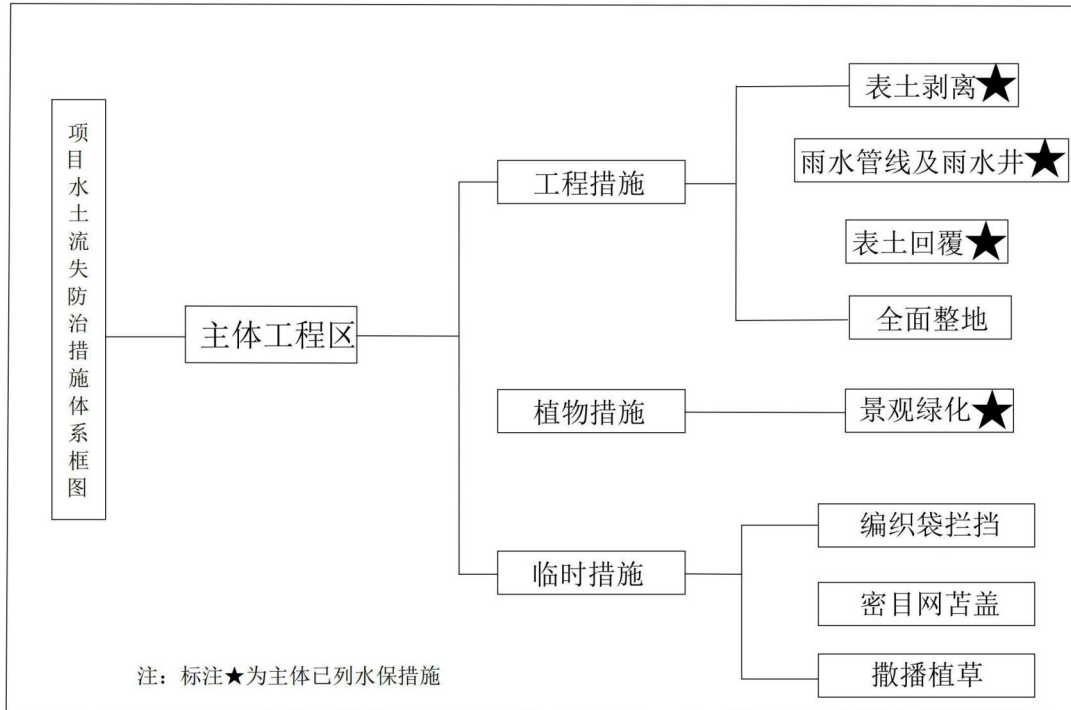 项目水土流失防治措施体系框图
主体工程区
工程措施
表土剥离★
雨水管线及雨水井★
表土回覆★
全面整地
植物措施
景观绿化★
临时措施
编织袋拦挡
密目网苫盖
撒播植草
注：标注★为主体已列水保措施